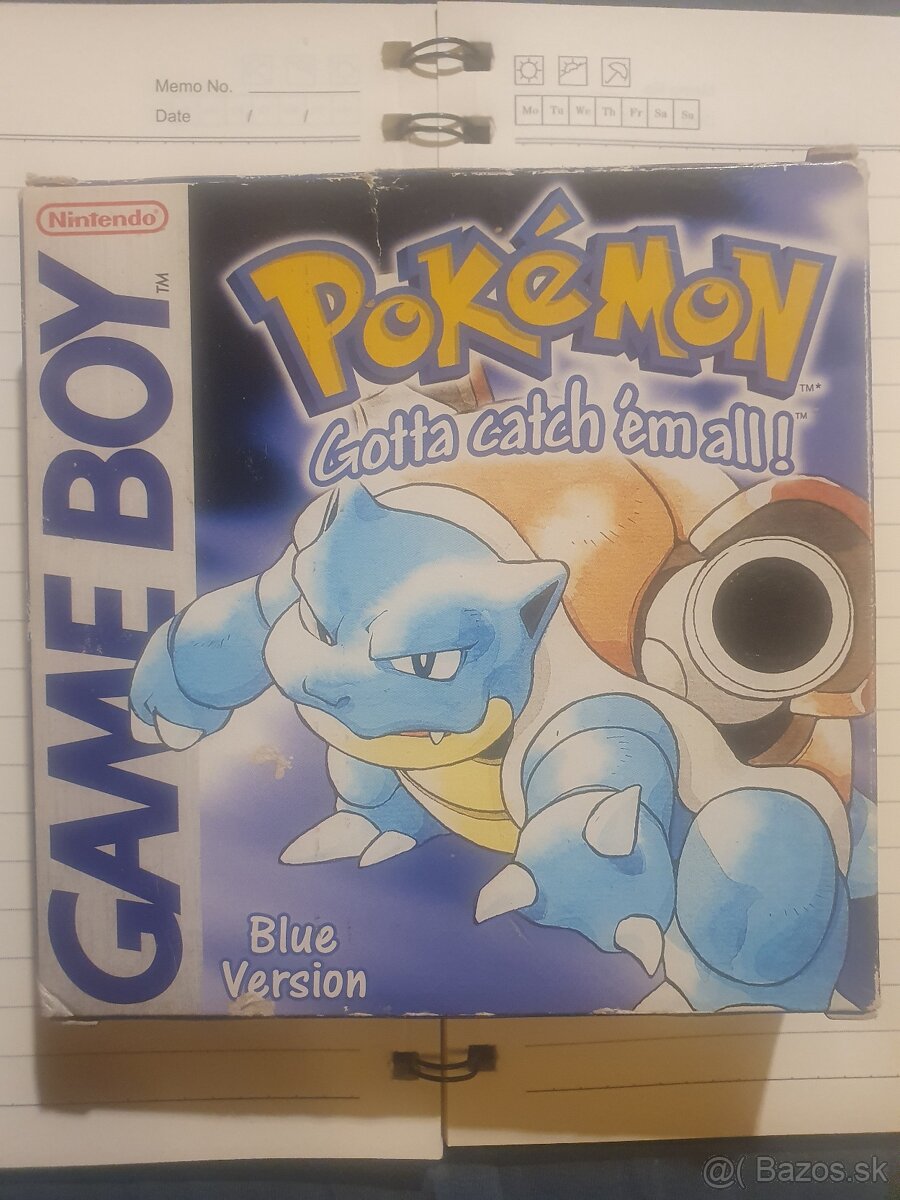 Memo No.
Date / /
Mo Tu We Th Fr Sa Su
Nintendo®
GAME BOY™
POKéMON™*
Gotta catch 'em all!™
Blue
Version
@( Bazos.sk